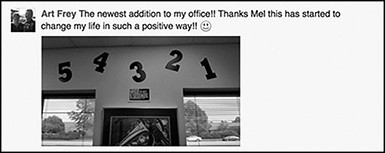 Art Frey The newest addition to my office!! Thanks Mel this has started to
change my life in such a positive way!! 🙂
5 4 3 2 1